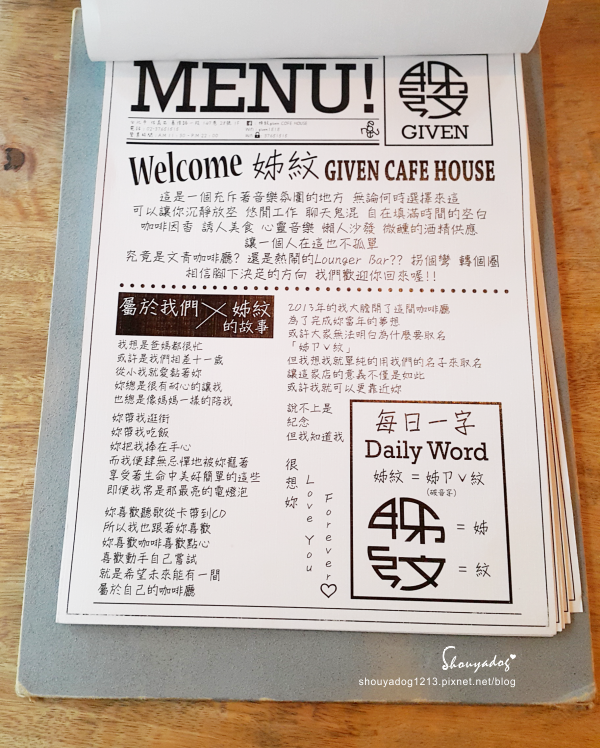 MENU!
GIVEN
Welcome 姊紋 GIVEN CAFE HOUSE
這是一個充斥著音樂氛圍的地方 無論何時選擇來這
可以讓你沉靜放空 悠閒工作 聊天鬼混 自在填滿時間的空白
咖啡因香 誘人美食 心靈音樂 懶人沙發 微醺的酒精供應
讓一個人在這也不孤單
究竟是文青咖啡廳? 還是熱鬧的Lounger Bar?? 拐個彎 轉個圈
相信腳下決定的方向 我們歡迎你回來喔!!
屬於我們×姊紋
的故事
我想是爸媽都很忙
或許是我們相差十一歲
從小我就愛黏著妳
妳總是很有耐心的讓我
也總是像媽媽一樣的陪我
妳帶我逛街
妳帶我吃飯
妳把我捧在手心
而我便肆無忌憚地被妳寵著
享受著生命中美好簡單的這些
即便我常是那最亮的電燈泡
妳喜歡聽歌從卡帶到CD
所以我也跟著妳喜歡
妳喜歡咖啡喜歡點心
喜歡動手自己嘗試
就是希望未來能有一間
屬於自己的咖啡廳
2013年的我大膽開了這間咖啡廳
為了完成妳當年的夢想
或許大家無法明白為什麼要取名
「姊ㄗˇ紋」
但我想我就單純的用我們的名子來取名
讓這家店的意義不僅是如此
或許我就可以更靠近妳
說不上是
紀念
但我知道我
很想妳
Love You
Forever♡
每日一字
Daily Word
姊紋 = 姊ㄗˇ紋
(破音字)
= 姊
= 紋
Shouyadog
shouyadog1213.pixnet.net/blog